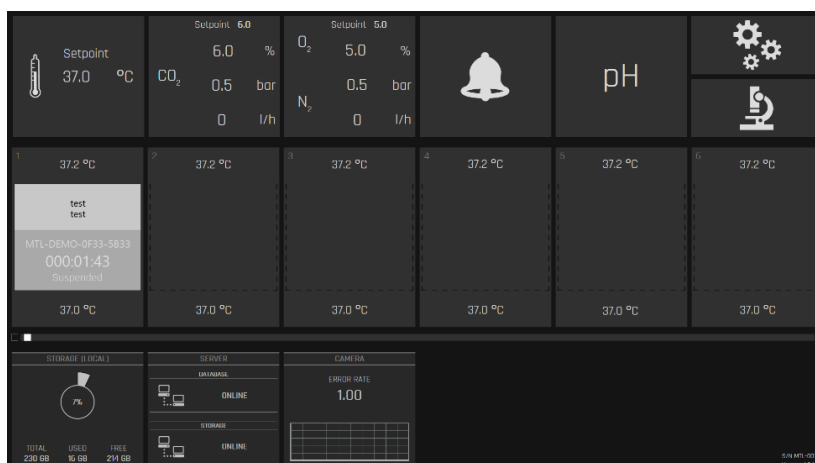 Setpoint
37.0 °C
Setpoint 6.0
CO2
6.0 %
0.5 bar
0 l/h
Setpoint 5.0
O2
5.0 %
N2
0.5 bar
0 l/h
pH
1
37.2 °C
test
test
MTL-DEMO-0F33-5B33
000:01:43
Suspended
37.0 °C
2
37.2 °C
37.0 °C
3
37.2 °C
37.0 °C
4
37.2 °C
37.0 °C
5
37.2 °C
37.0 °C
6
37.2 °C
37.0 °C
STORAGE (LOCAL)
7%
TOTAL USED FREE
230 GB 16 GB 214 GB
SERVER
DATABASE
ONLINE
STORAGE
ONLINE
CAMERA
ERROR RATE
1.00
S/N MTL-00